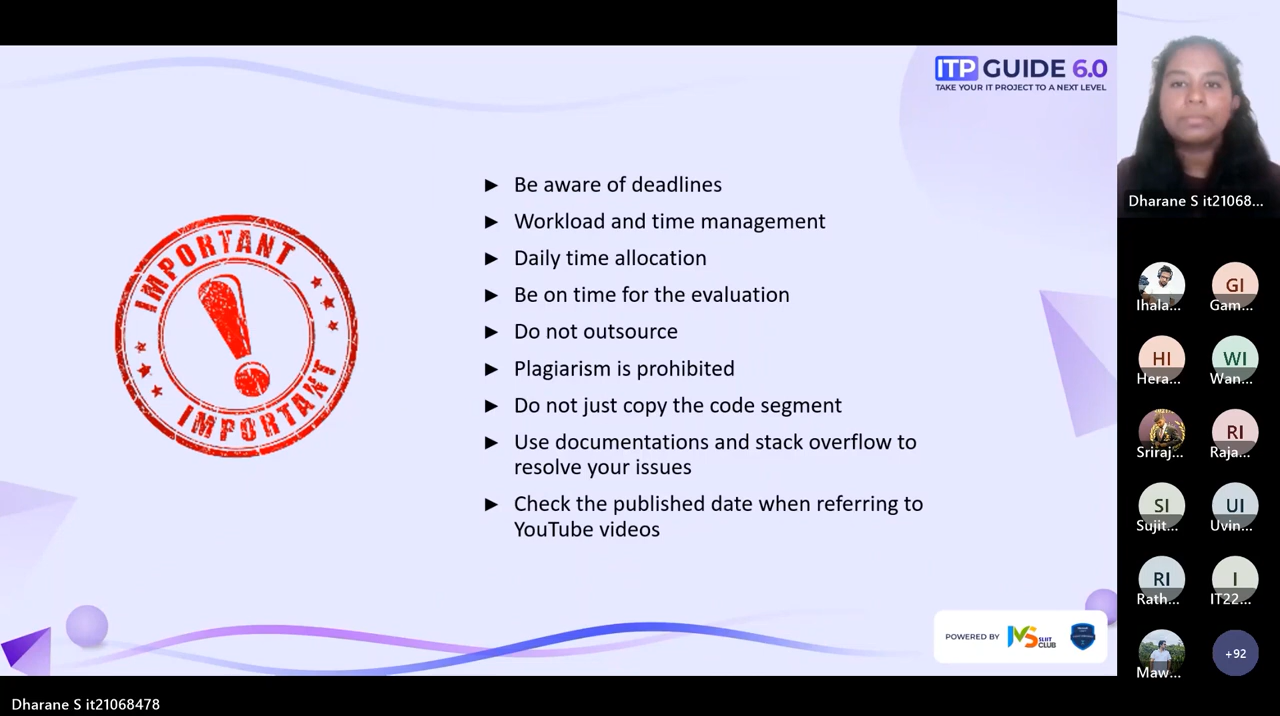 ITP GUIDE 6.0
TAKE YOUR IT PROJECT TO A NEXT LEVEL
IMPORTANT
IMPORTANT
► Be aware of deadlines
► Workload and time management
► Daily time allocation
► Be on time for the evaluation
► Do not outsource
► Plagiarism is prohibited
► Do not just copy the code segment
► Use documentations and stack overflow to
resolve your issues
► Check the published date when referring to
YouTube videos
POWERED BY
MS SLIIT
CLUB
Dharane S it21068478
Dharane S it21068...
Ihala...
GI
Gam...
HI
Hera...
WI
Wan...
Sriraj...
RI
Raja...
SI
Sujit...
UI
Uvin...
RI
Rath...
I
IT22...
Maw...
+92